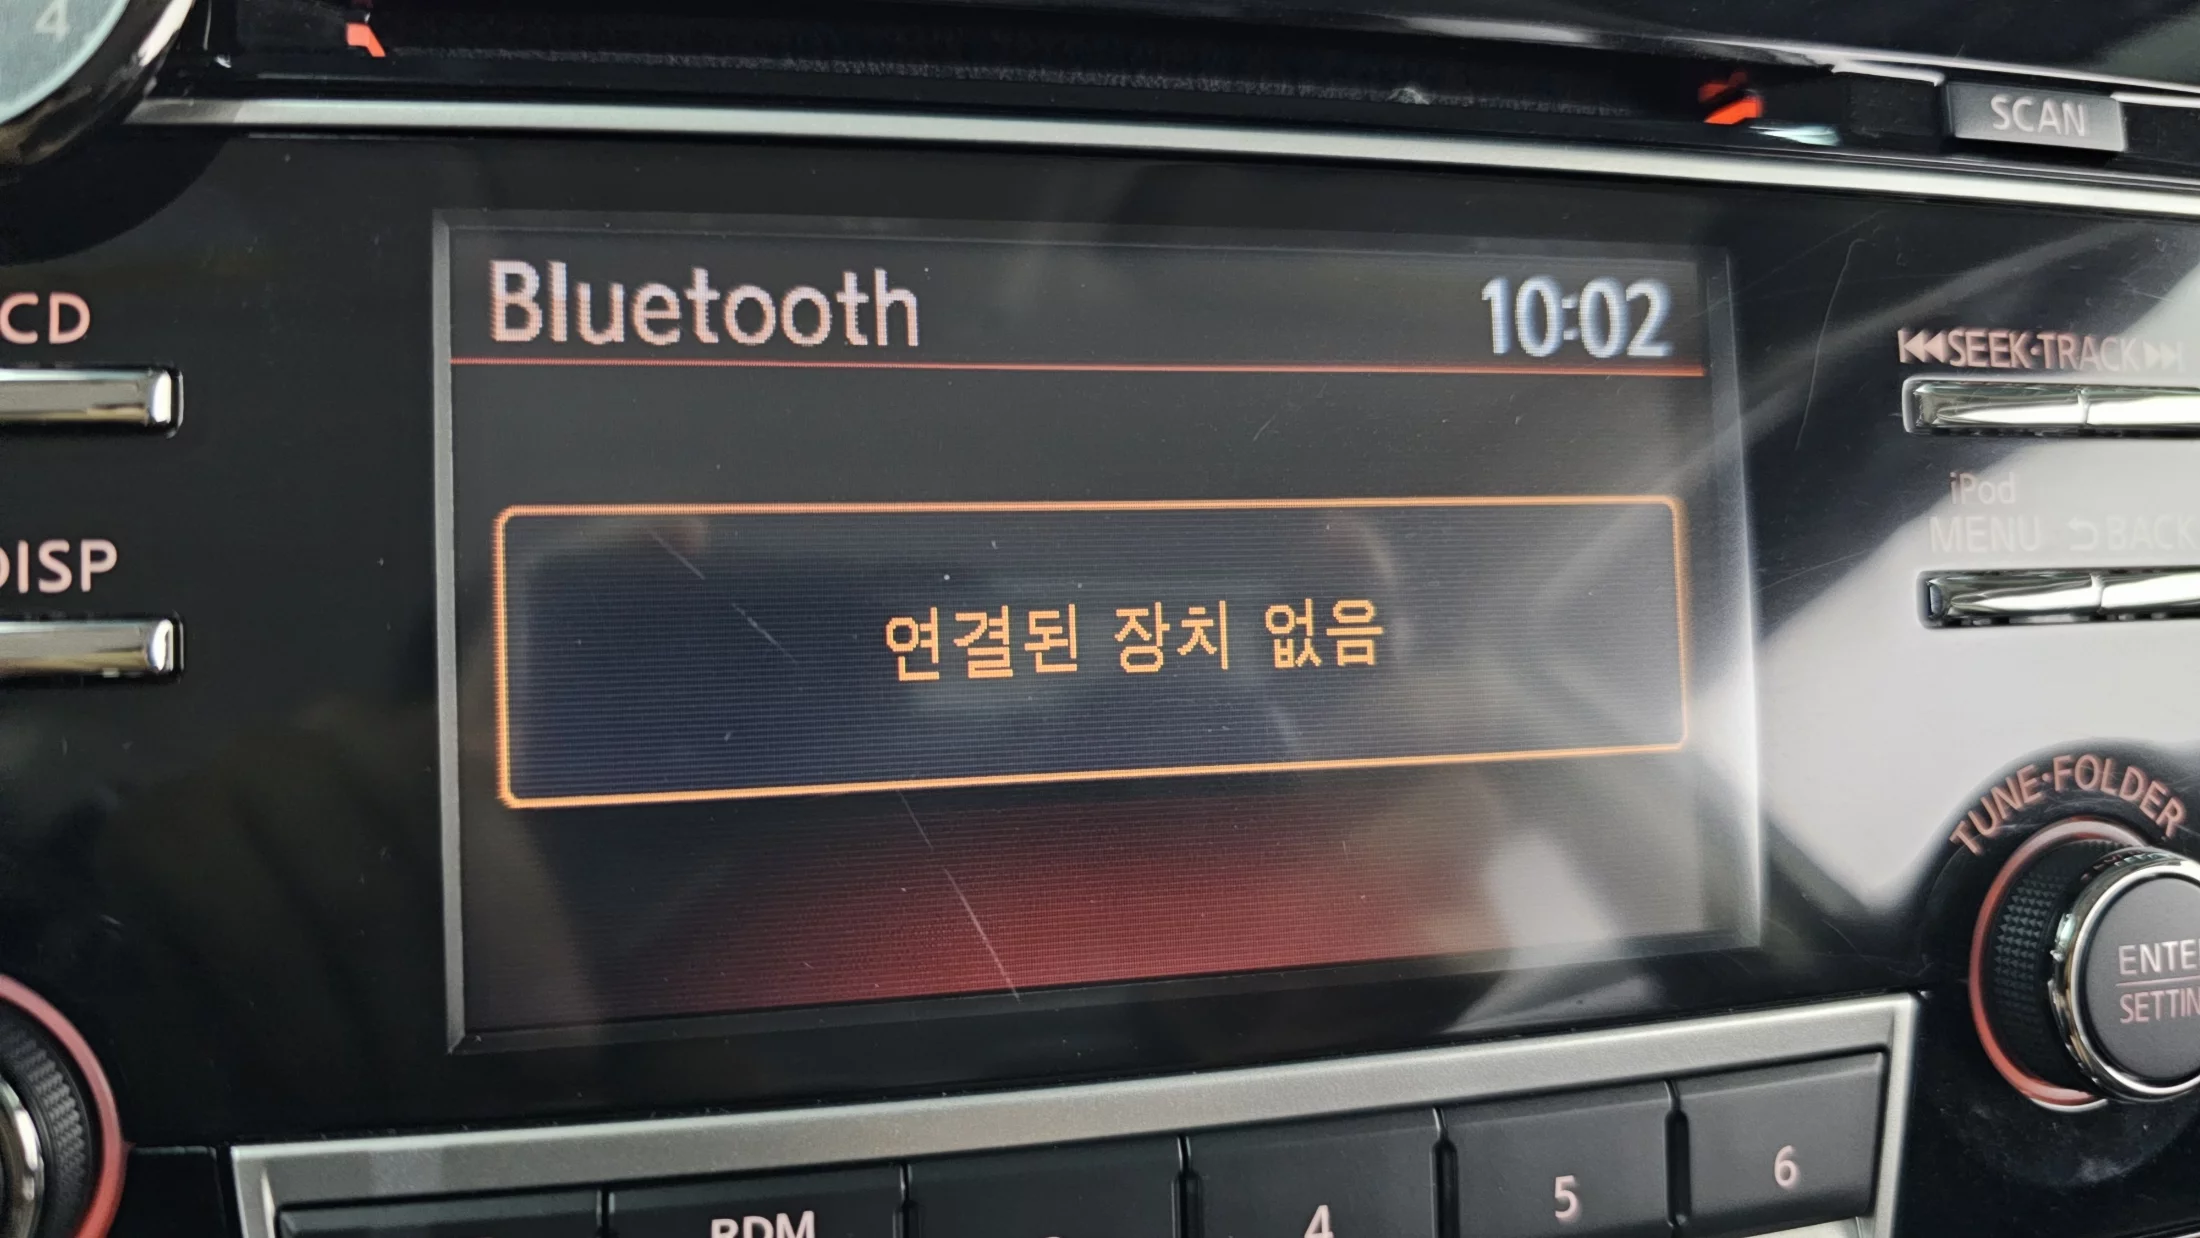 4
SCAN
Bluetooth 10:02
CD
SEEK·TRACK
iPod
MENU BACK
연결된 장치 없음
DISP
TUNE·FOLDER
ENTE
SETTIN
RDM
4
5
6